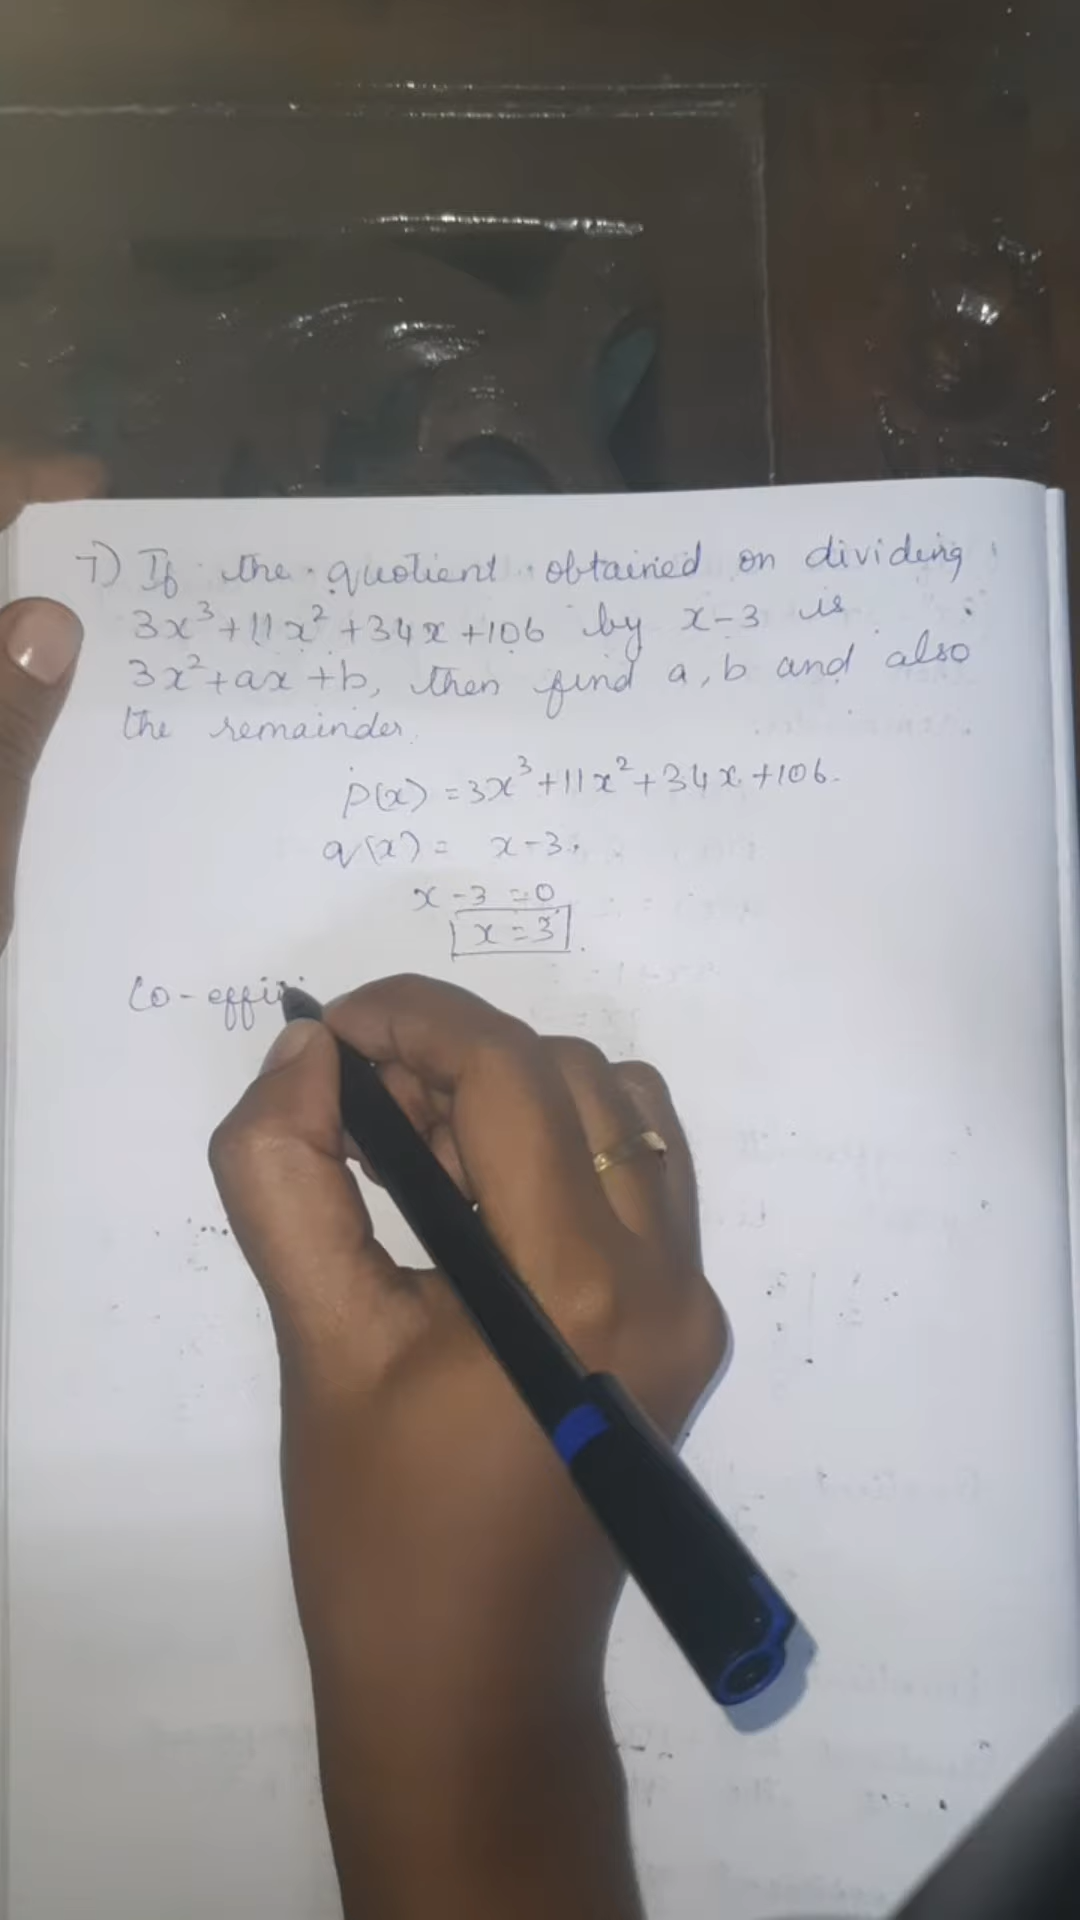 7) If the quotient obtained on dividing
3x³+11x²+34x+106 by x-3 is
3x²+ax+b, then find a, b and also
the remainder.
p(x) = 3x³+11x²+34x+106.
q(x) = x-3.
x-3=0
x=3
Co-effici